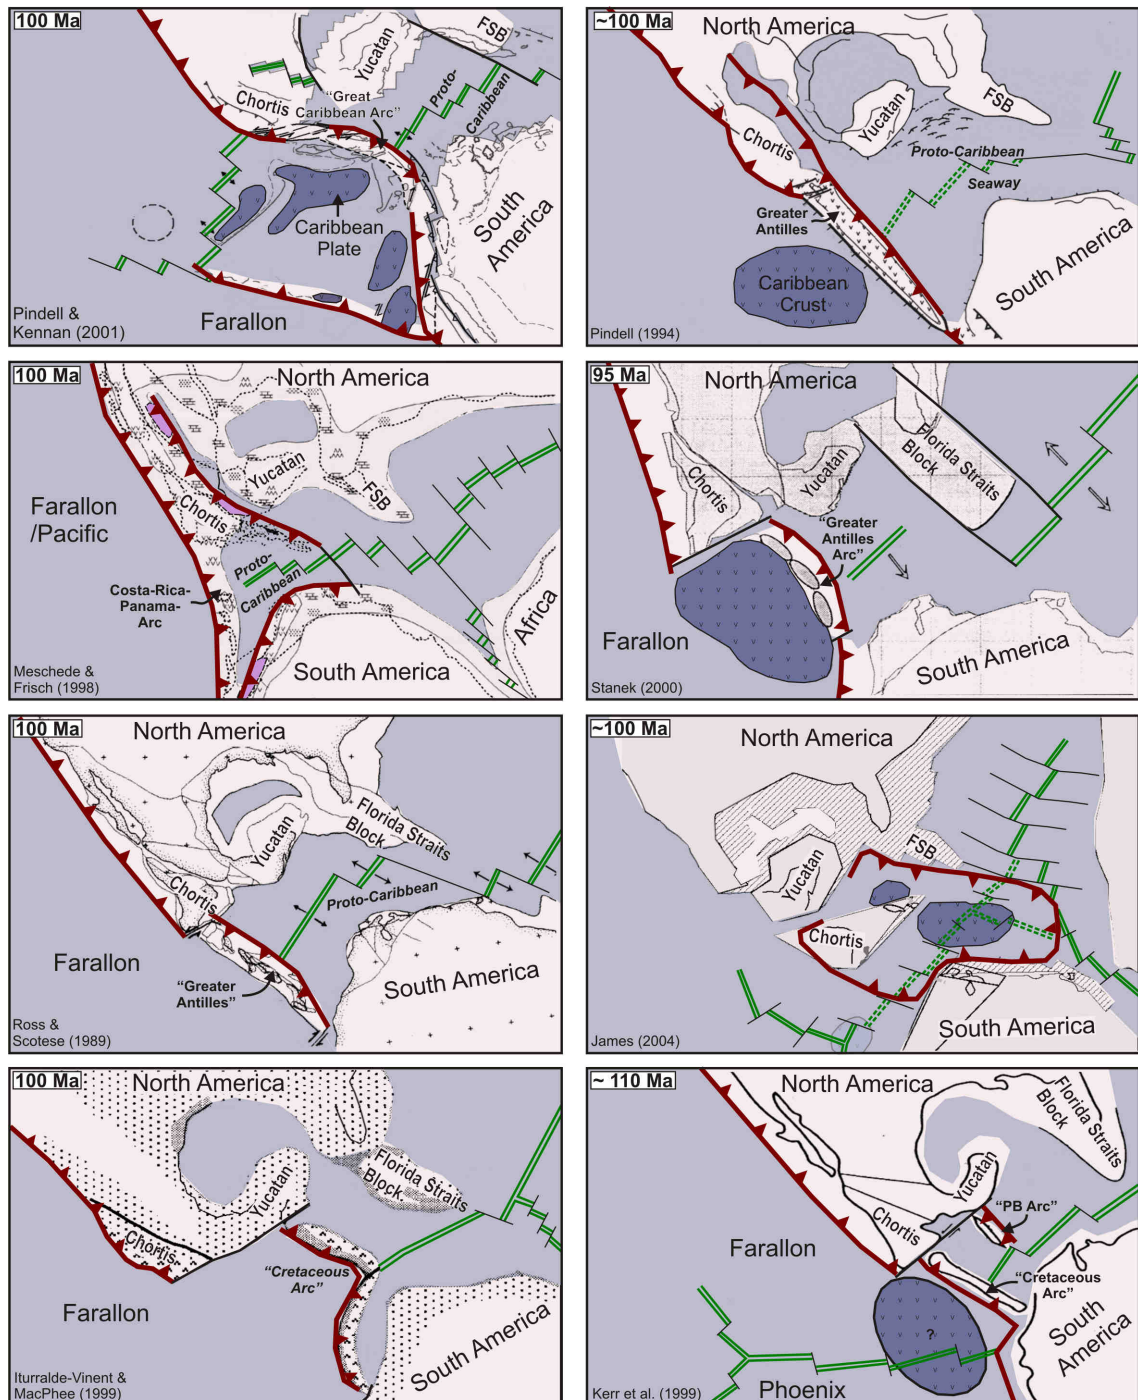 100 Ma
FSB
Yucatan
Chortis
“Great
Caribbean Arc”
Proto-
Caribbean
Caribbean
Plate
South
America
Farallon
Pindell &
Kennan (2001)
~100 Ma
North America
FSB
Yucatan
Chortis
Proto-Caribbean
Seaway
Greater
Antilles
Caribbean
Crust
South America
Pindell (1994)
100 Ma
North America
Yucatan
FSB
Farallon
/Pacific
Chortis
Proto-
Caribbean
Costa-Rica-
Panama-
Arc
Africa
South America
Meschede &
Frisch (1998)
95 Ma
North America
Florida Straits
Block
Yucatan
Chortis
“Greater
Antilles
Arc”
Farallon
South America
Stanek (2000)
100 Ma
North America
Florida Straits
Block
Yucatan
Chortis
Proto-Caribbean
Farallon
“Greater
Antilles”
South America
Ross &
Scotese (1989)
~100 Ma
North America
FSB
Yucatan
Chortis
South America
James (2004)
100 Ma
North America
Florida Straits
Block
Yucatan
Chortis
“Cretaceous
Arc”
Farallon
South America
Iturralde-Vinent &
MacPhee (1999)
~ 110 Ma
North America
Florida Straits
Block
Yucatan
“PB Arc”
Chortis
Farallon
“Cretaceous
Arc”
?
South
America
Phoenix
Kerr et al. (1999)